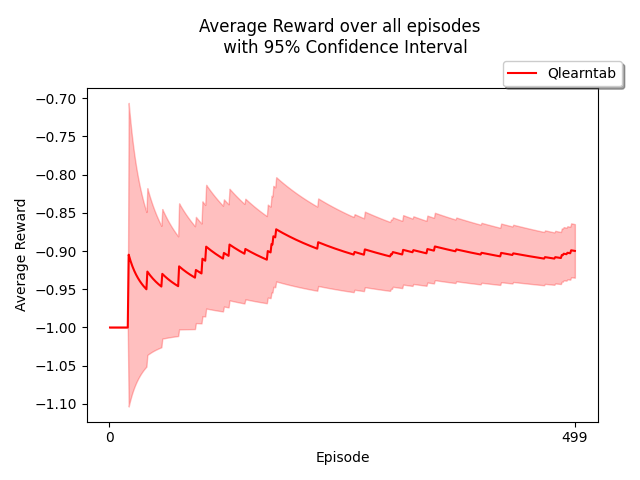 Average Reward over all episodes
with 95% Confidence Interval
Qlearntab
−0.70
−0.75
−0.80
−0.85
−0.90
−0.95
−1.00
−1.05
−1.10
Average Reward
0
499
Episode